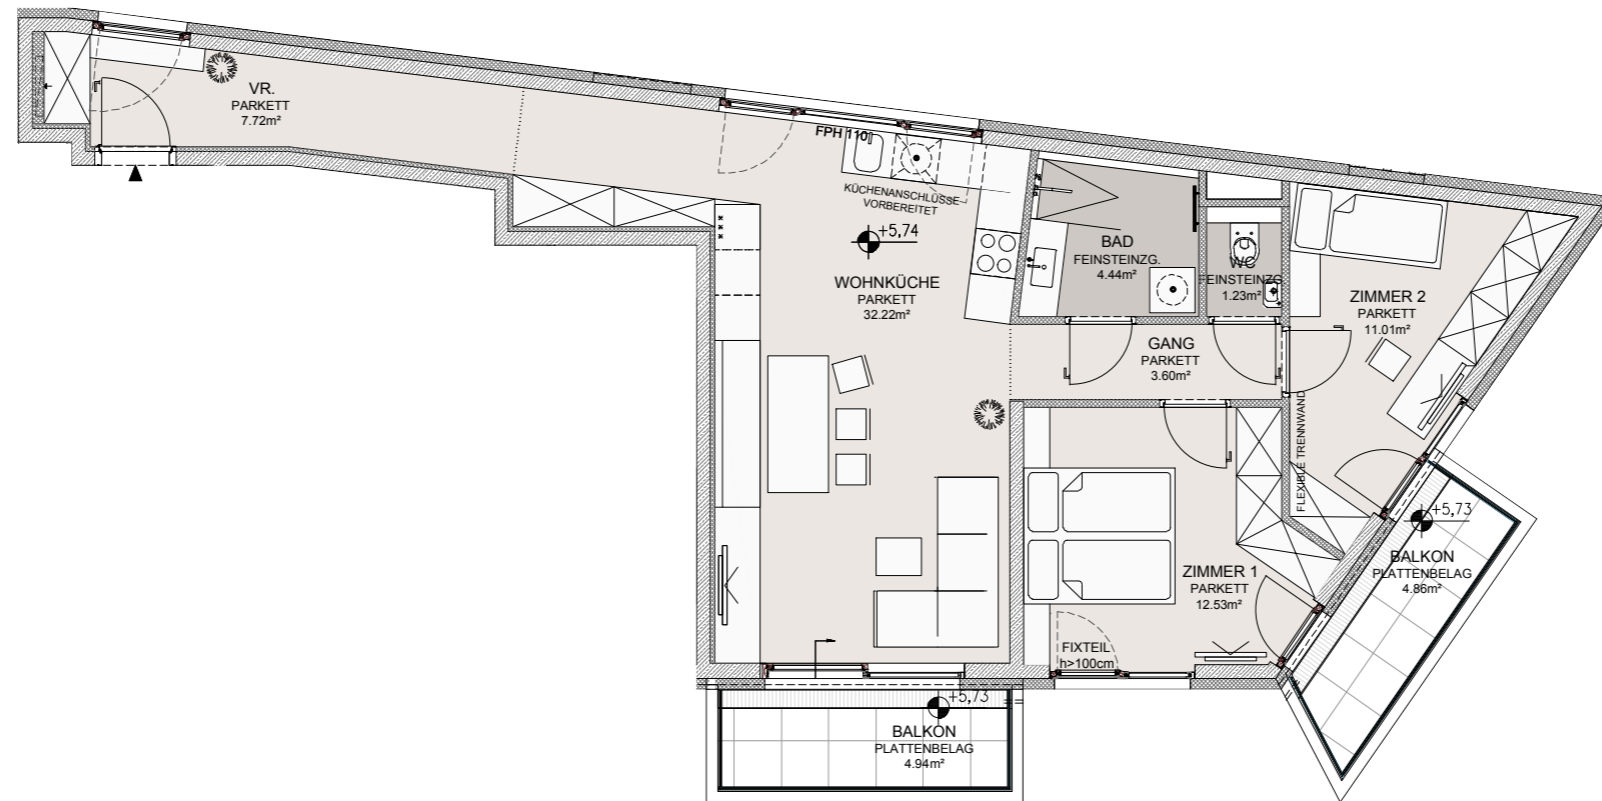 VR.
PARKETT
7.72m²
FPH 110
KÜCHENANSCHLÜSSE
VORBEREITET
+5,74
WOHNKÜCHE
PARKETT
32.22m²
BAD
FEINSTEINZG.
4.44m²
WC
FEINSTEINZG.
1.23m²
ZIMMER 2
PARKETT
11.01m²
GANG
PARKETT
3.60m²
FLEXIBLE TRENNWAND
ZIMMER 1
PARKETT
12.53m²
FIXTEIL
h>100cm
+5,73
BALKON
PLATTENBELAG
4.86m²
+5,73
BALKON
PLATTENBELAG
4.94m²